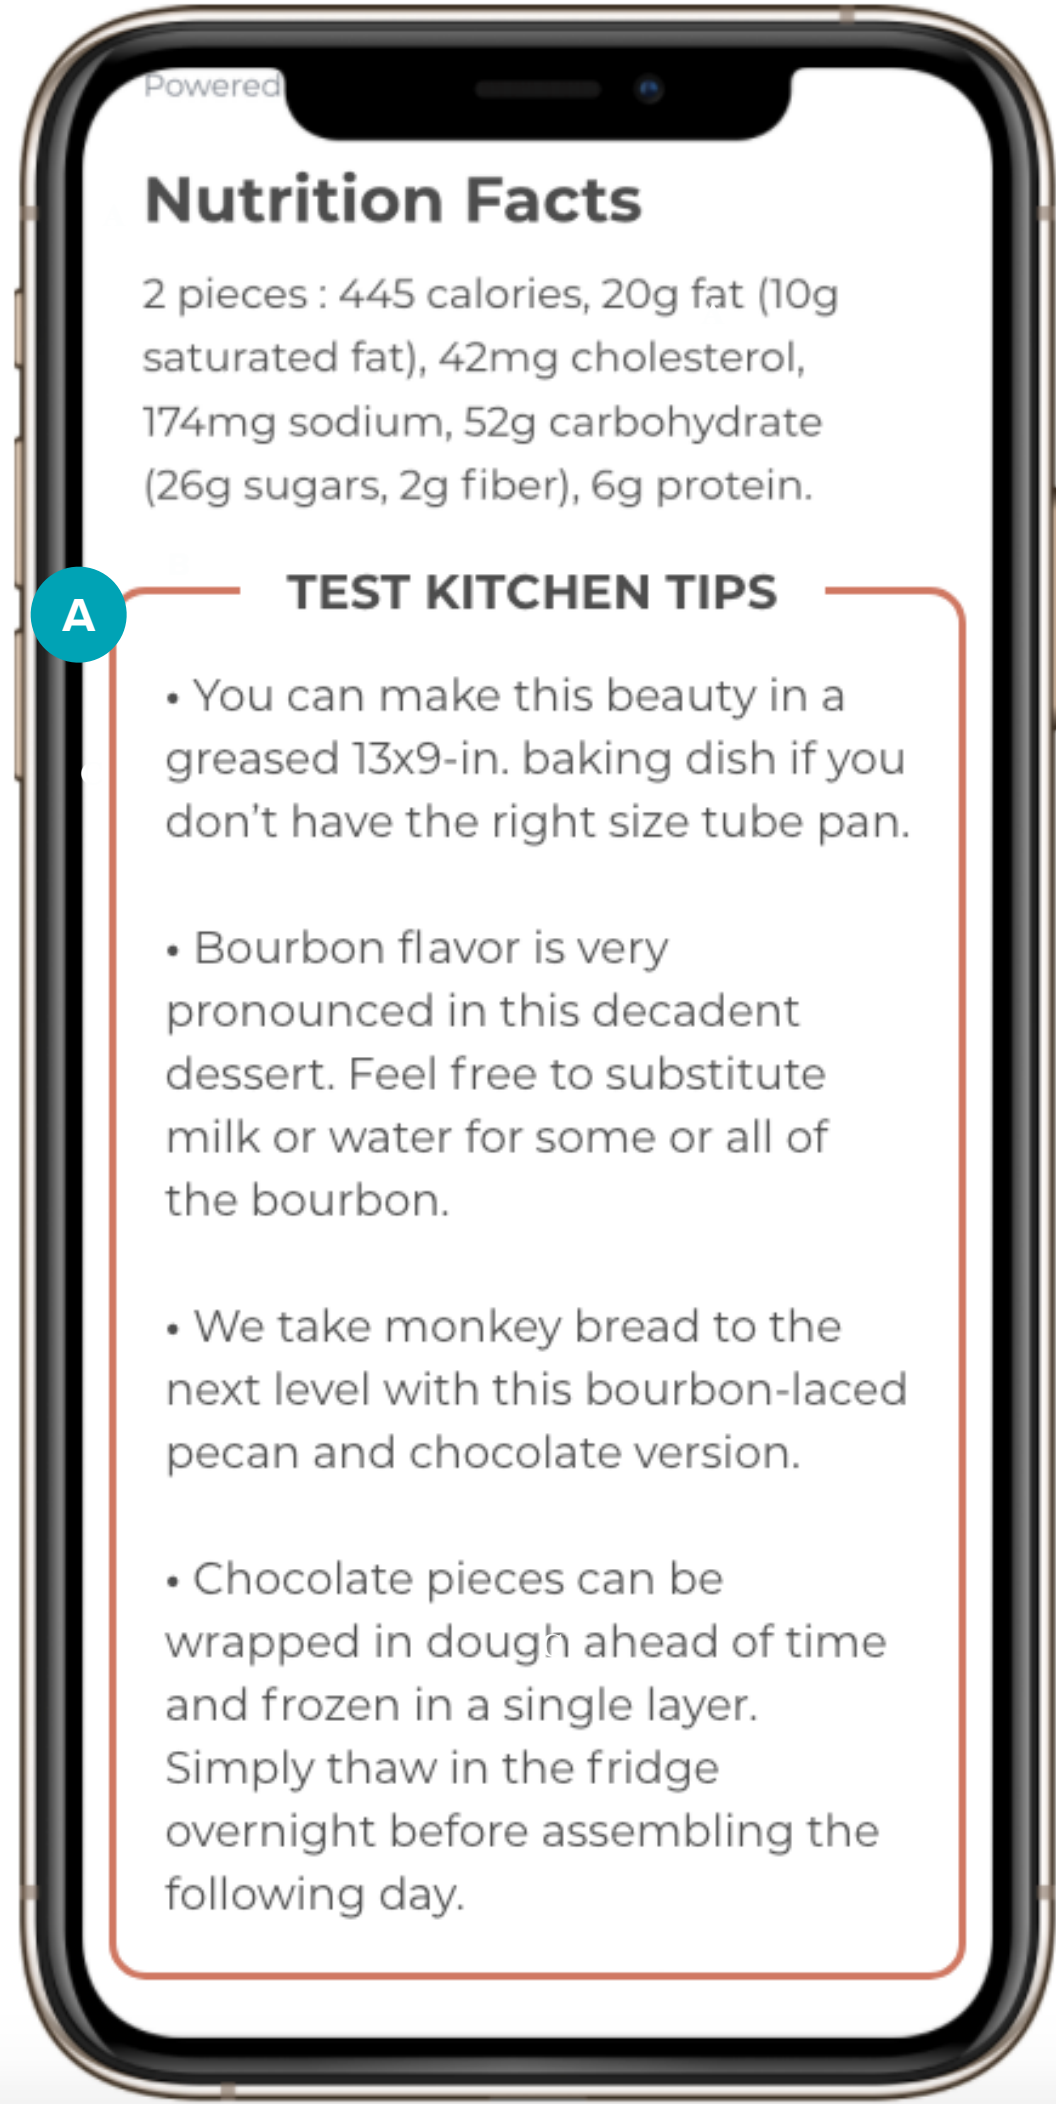 Powered
Nutrition Facts
2 pieces : 445 calories, 20g fat (10g
saturated fat), 42mg cholesterol,
174mg sodium, 52g carbohydrate
(26g sugars, 2g fiber), 6g protein.
A
TEST KITCHEN TIPS
• You can make this beauty in a
greased 13x9-in. baking dish if you
don’t have the right size tube pan.
• Bourbon flavor is very
pronounced in this decadent
dessert. Feel free to substitute
milk or water for some or all of
the bourbon.
• We take monkey bread to the
next level with this bourbon-laced
pecan and chocolate version.
• Chocolate pieces can be
wrapped in dough ahead of time
and frozen in a single layer.
Simply thaw in the fridge
overnight before assembling the
following day.